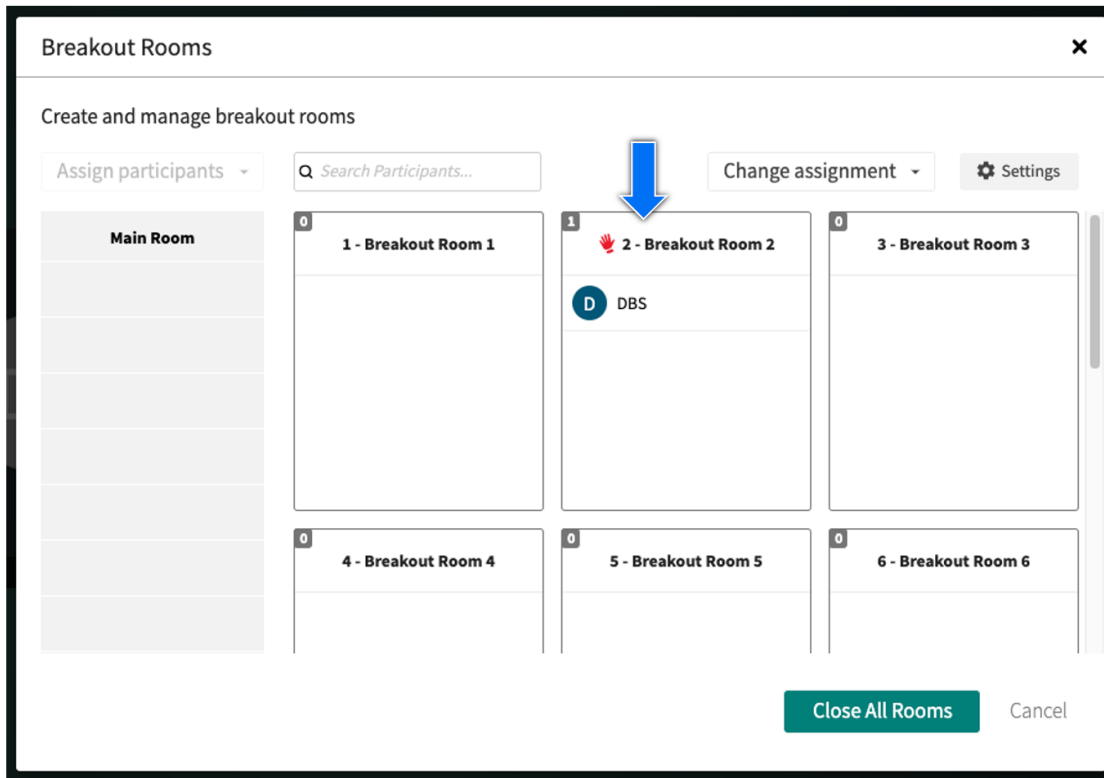 Breakout Rooms
Create and manage breakout rooms
Assign participants
Search Participants...
Change assignment
Settings
Main Room
0
1 - Breakout Room 1
1
2 - Breakout Room 2
D DBS
0
3 - Breakout Room 3
0
4 - Breakout Room 4
0
5 - Breakout Room 5
0
6 - Breakout Room 6
Close All Rooms
Cancel